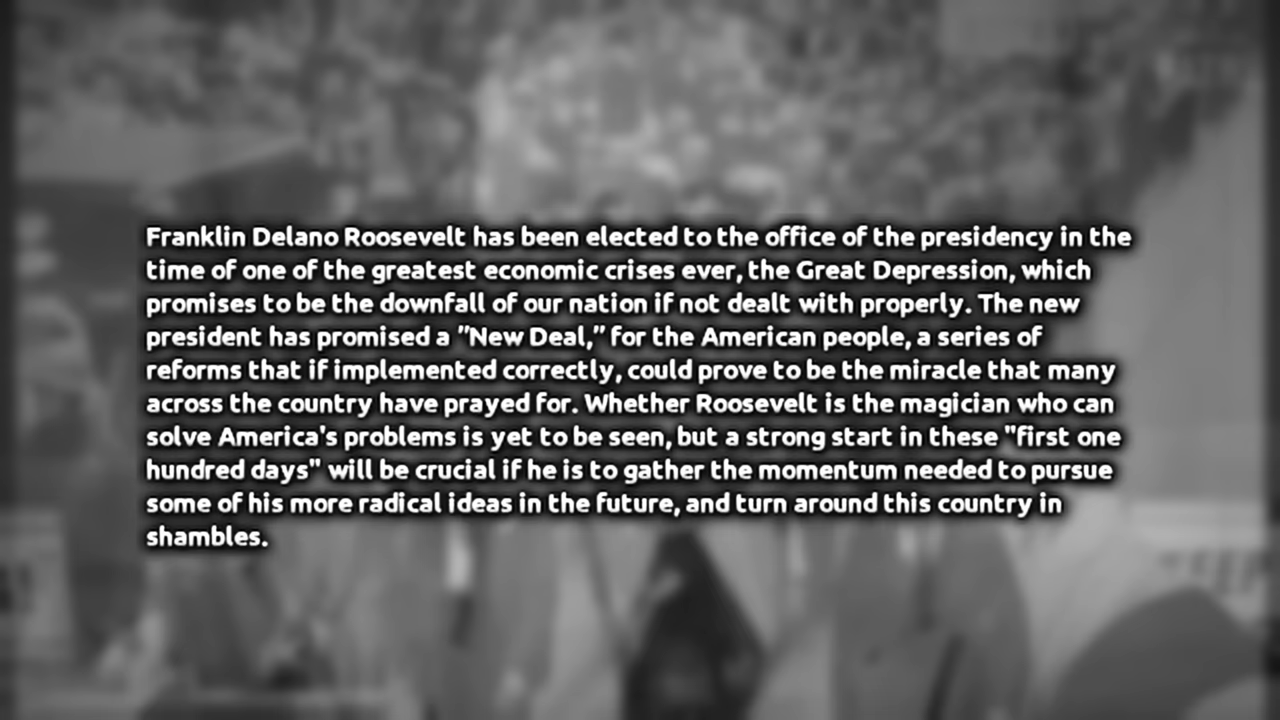 Franklin Delano Roosevelt has been elected to the office of the presidency in the
time of one of the greatest economic crises ever, the Great Depression, which
promises to be the downfall of our nation if not dealt with properly. The new
president has promised a "New Deal," for the American people, a series of
reforms that if implemented correctly, could prove to be the miracle that many
across the country have prayed for. Whether Roosevelt is the magician who can
solve America's problems is yet to be seen, but a strong start in these "first one
hundred days" will be crucial if he is to gather the momentum needed to pursue
some of his more radical ideas in the future, and turn around this country in
shambles.